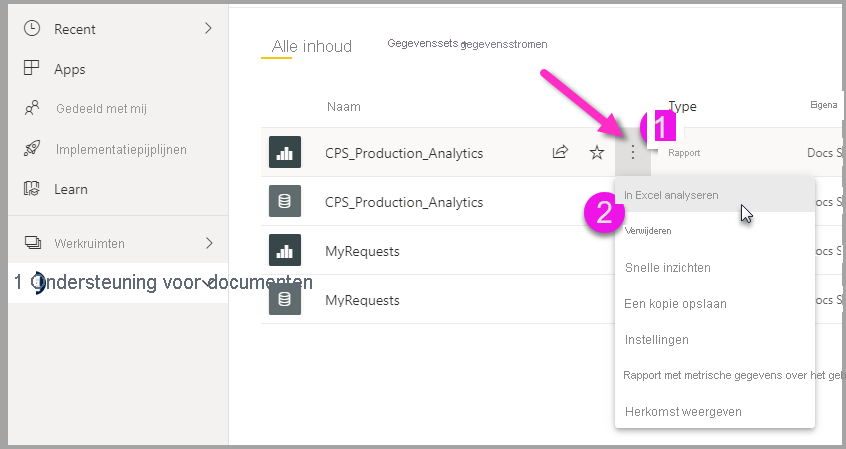 Recent
Apps
Gedeeld met mij
Implementatiepijplijnen
Learn
Werkruimten
1 Ondersteuning voor documenten
Alle inhoud
Gegevenssets gegevensstromen
Naam Type Eigena
1
CPS_Production_Analytics Rapport Docs S
CPS_Production_Analytics Docs S
MyRequests Docs S
MyRequests Docs S
2
In Excel analyseren
Verwijderen
Snelle inzichten
Een kopie opslaan
Instellingen
Rapport met metrische gegevens over het geb
Herkomst weergeven